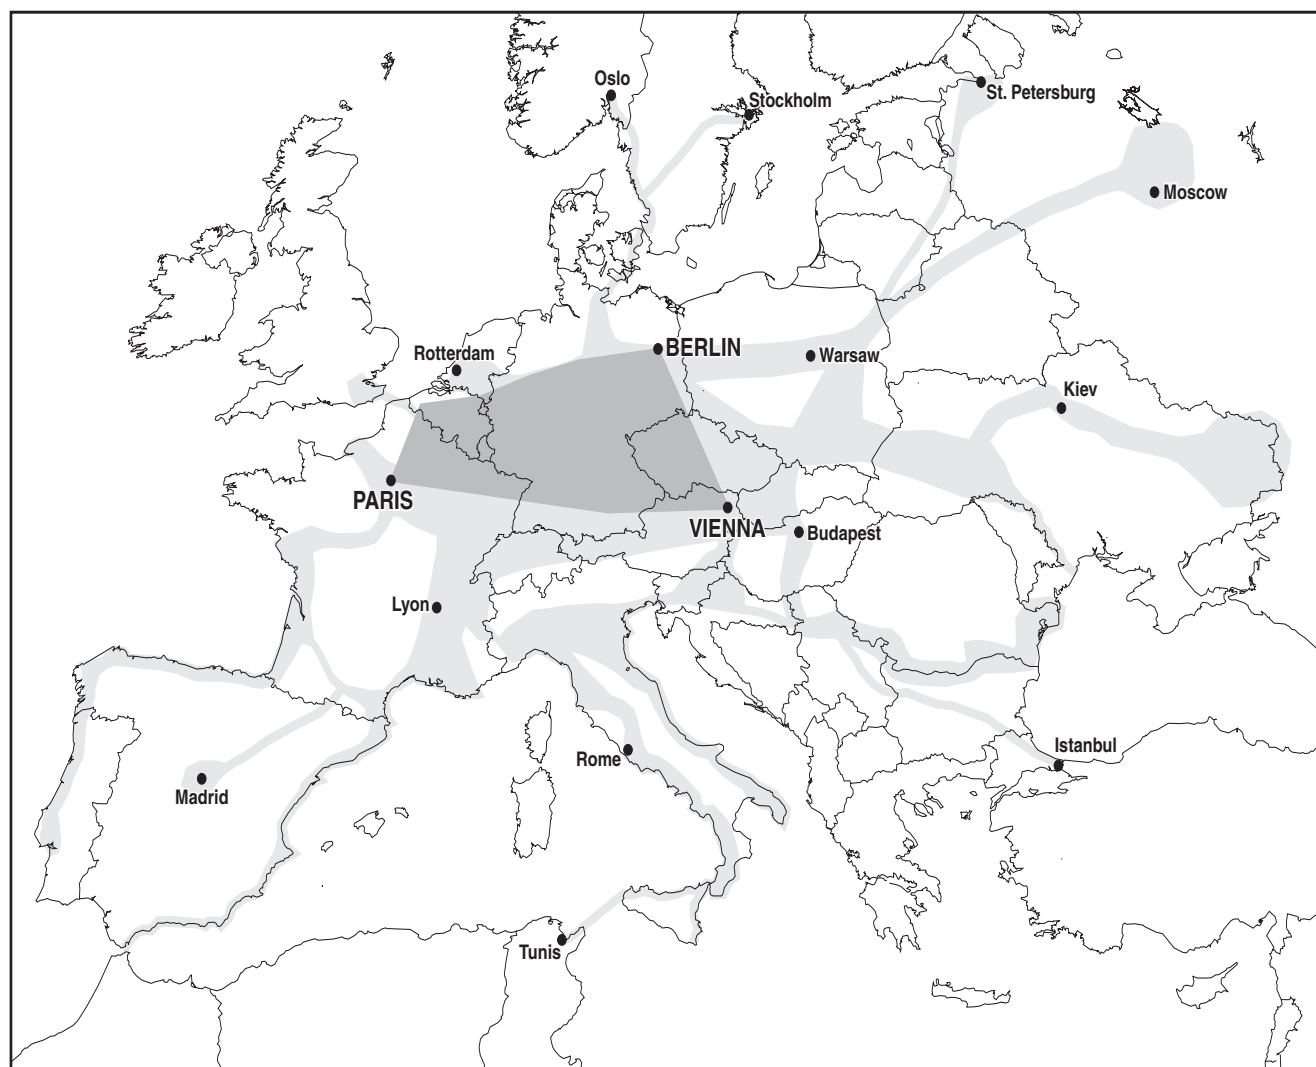 Oslo
Stockholm
St. Petersburg
Moscow
BERLIN
Rotterdam
Warsaw
Kiev
PARIS
VIENNA
Budapest
Lyon
Rome
Istanbul
Madrid
Tunis